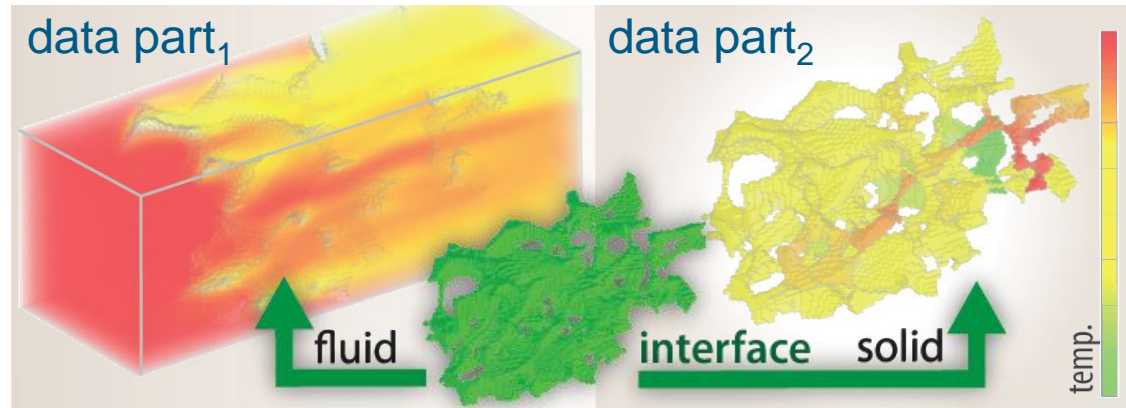 data part₁
data part₂
fluid
interface
solid
temp.